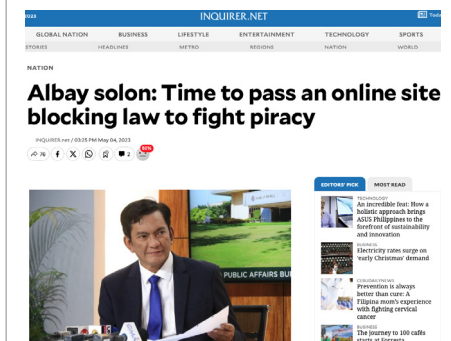 2023
INQUIRER.NET
GLOBAL NATION BUSINESS LIFESTYLE ENTERTAINMENT TECHNOLOGY SPORTS
STORIES HEADLINES METRO REGIONS NATION WORLD
NATION
Albay solon: Time to pass an online site
blocking law to fight piracy
INQUIRER.net / 03:25 PM May 04, 2023
76
2
EDITORS' PICK MOST READ
TECHNOLOGY
An incredible feat: How a
holistic approach brings
ASUS Philippines to the
forefront of sustainability
and innovation
BUSINESS
Electricity rates surge on
'early Christmas' demand
CEBUDAILYNEWS
Prevention is always
better than cure: A
Filipina mom's experience
with fighting cervical
cancer
BUSINESS
The journey to 100 cafés
starts at Forresta
PUBLIC AFFAIRS BU